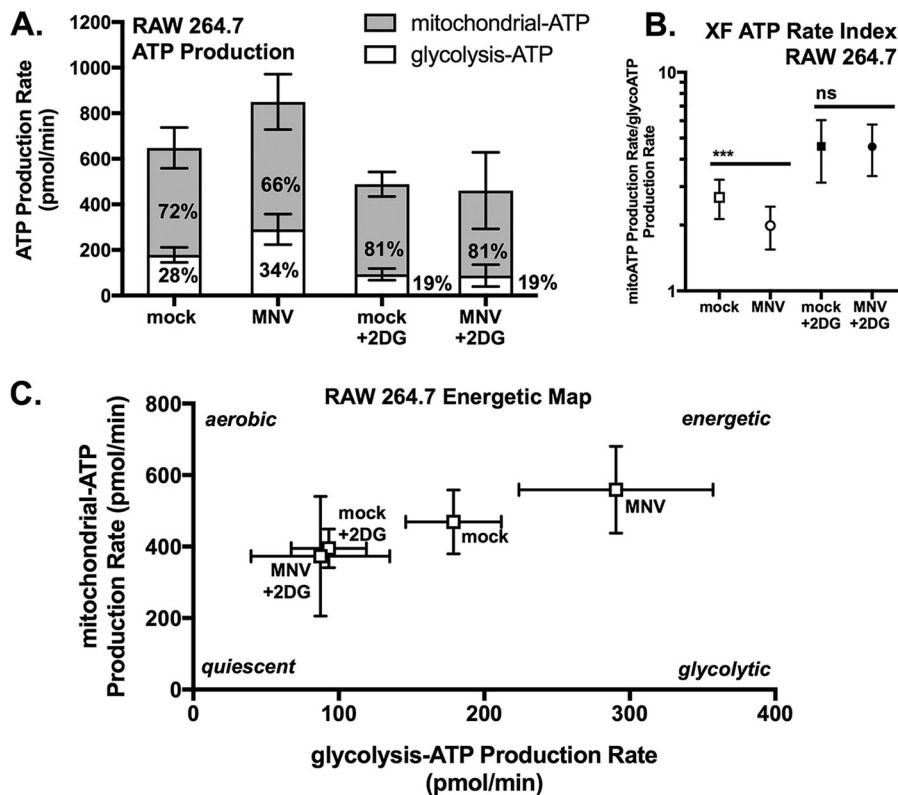 A.
RAW 264.7
ATP Production
mitochondrial-ATP
glycolysis-ATP
ATP Production Rate
(pmol/min)
1200
1000
800
600
400
200
0
72%
28%
66%
34%
81%
19%
81%
19%
mock
MNV
mock
+2DG
MNV
+2DG
B.
XF ATP Rate Index
RAW 264.7
mitoATP Production Rate/glycoATP
Production Rate
10
1
***
ns
mock
MNV
mock
+2DG
MNV
+2DG
C.
RAW 264.7 Energetic Map
mitochondrial-ATP
Production Rate (pmol/min)
800
600
400
200
0
aerobic
energetic
mock
+2DG
MNV
+2DG
mock
MNV
quiescent
glycolytic
0
100
200
300
400
glycolysis-ATP Production Rate
(pmol/min)